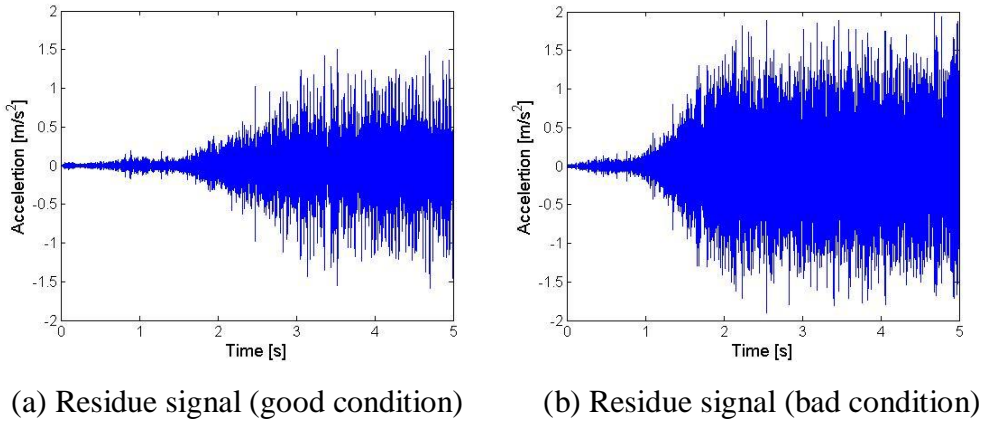 2
1.5
1
0.5
0
-0.5
-1
-1.5
-2
0 1 2 3 4 5
Accelertion [m/s²]
Time [s]
(a) Residue signal (good condition)
2
1.5
1
0.5
0
-0.5
-1
-1.5
-2
0 1 2 3 4 5
Accelertion [m/s²]
Time [s]
(b) Residue signal (bad condition)